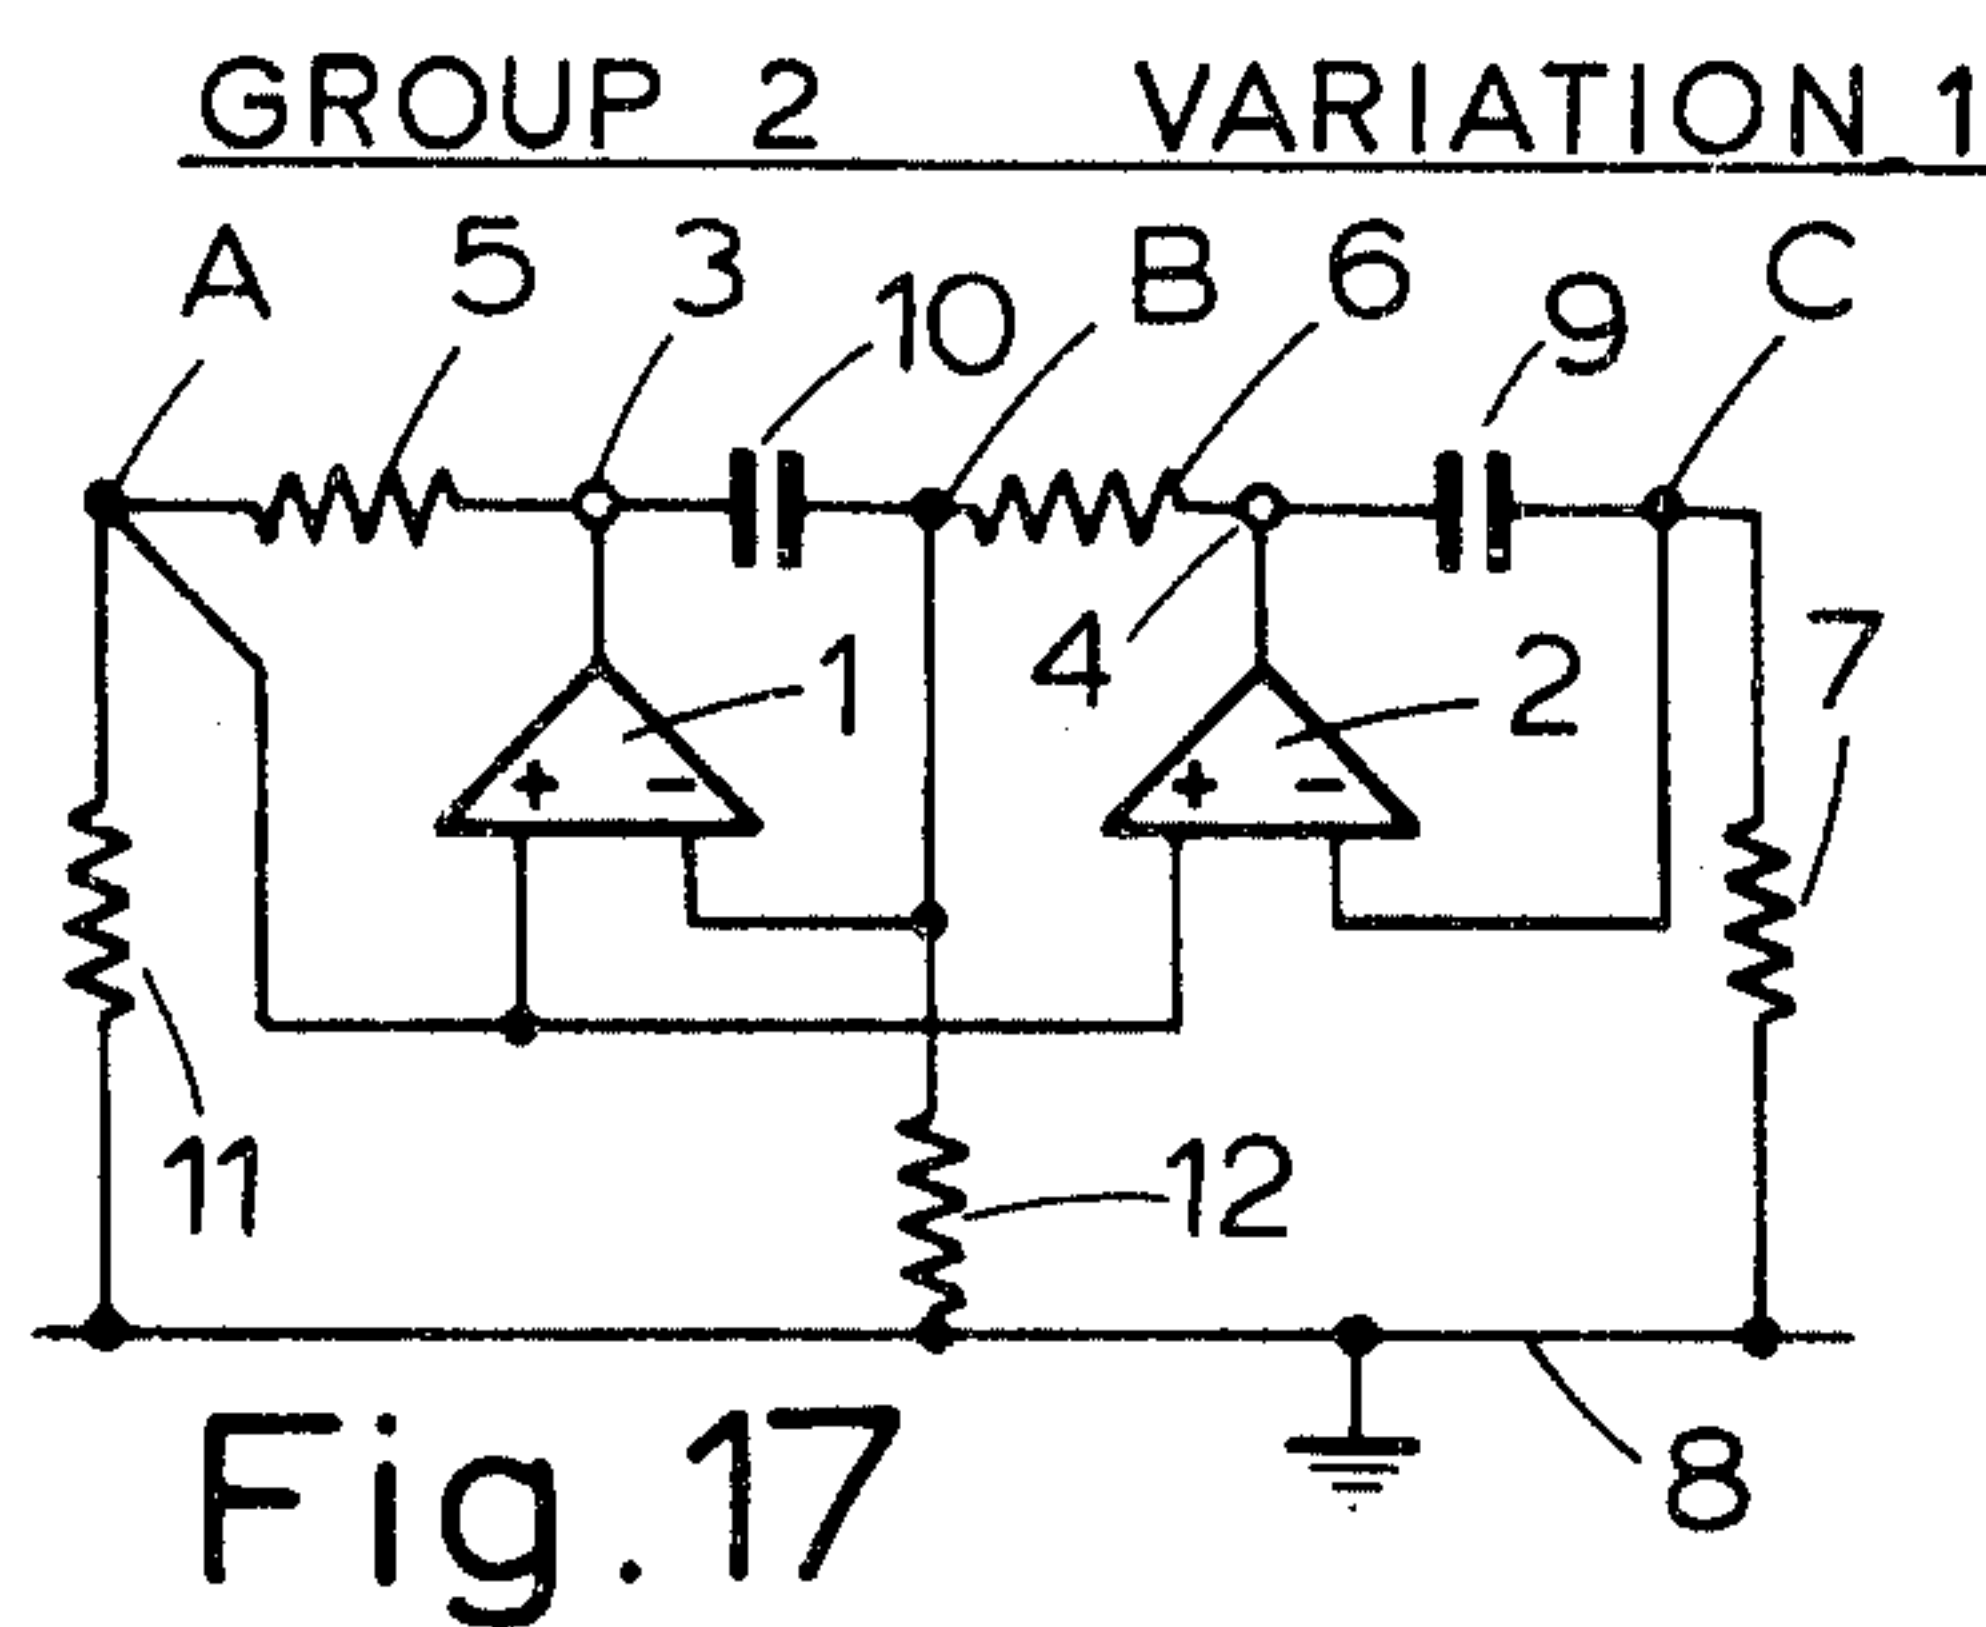 GROUP 2 VARIATION 1
A 5 3 10 B 6 9 C
1 4 2 7
+ − + −
11 12
8
Fig. 17